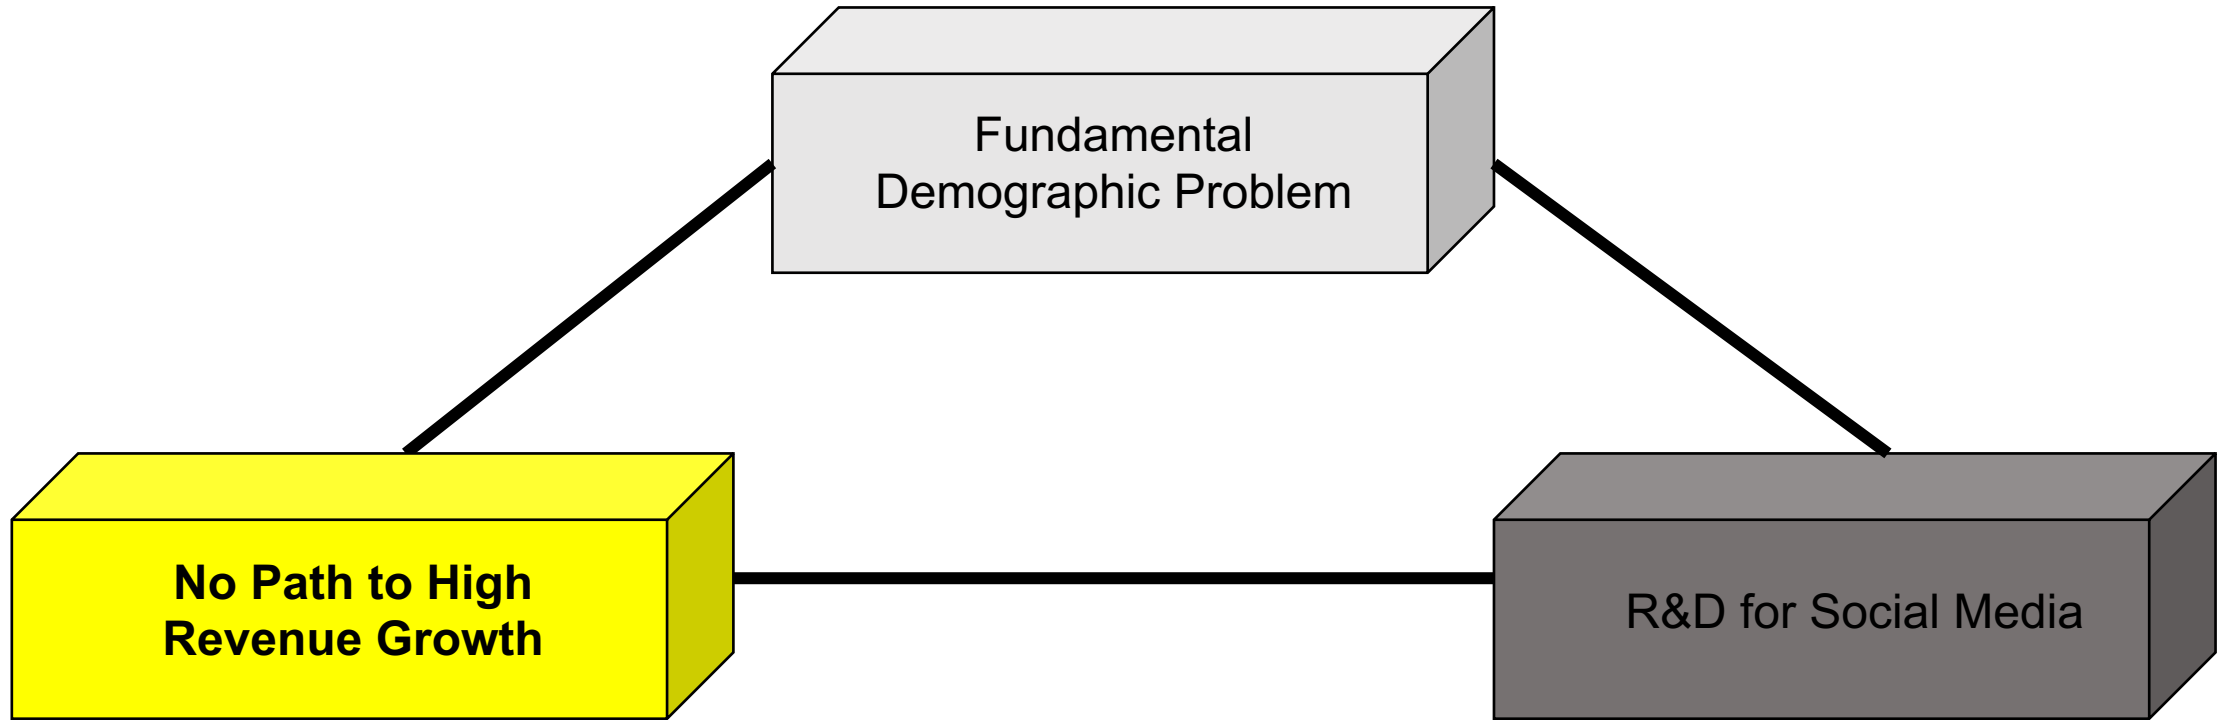 Fundamental
Demographic Problem
No Path to High
Revenue Growth
R&D for Social Media